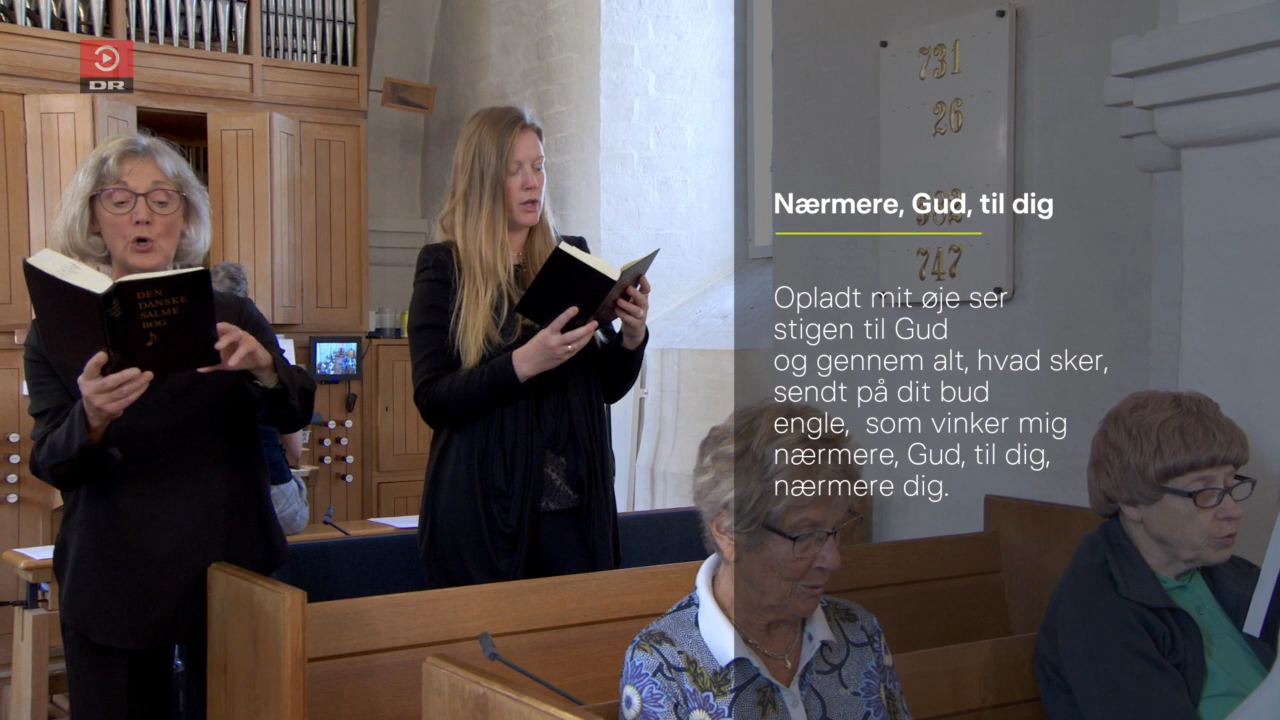 DR
DEN
DANSKE
SALME
BOG
731
26
582
747
Nærmere, Gud, til dig
Opladt mit øje ser
stigen til Gud
og gennem alt, hvad sker,
sendt på dit bud
engle, som vinker mig
nærmere, Gud, til dig,
nærmere dig.